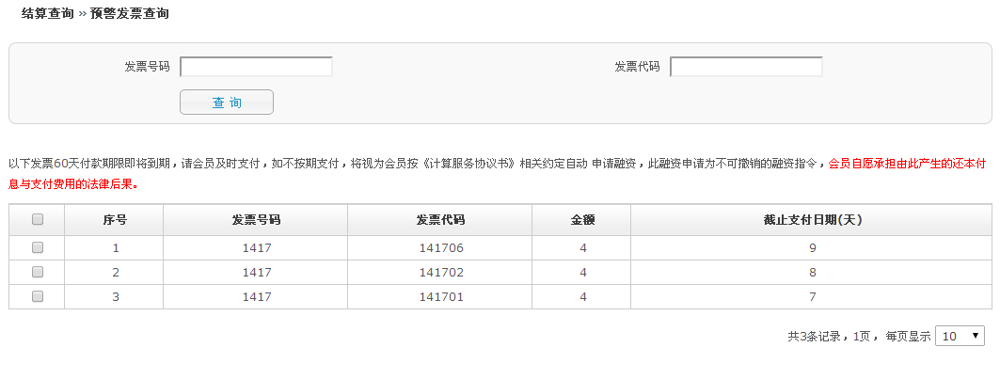 结算查询 » 预警发票查询
发票号码 发票代码
查 询
以下发票60天付款期限即将到期，请会员及时支付，如不按期支付，将视为会员按《计算服务协议书》相关约定自动 申请融资，此融资申请为不可撤销的融资指令，会员自愿承担由此产生的还本付
息与支付费用的法律后果。
序号 发票号码 发票代码 金额 截止支付日期(天)
1 1417 141706 4 9
2 1417 141702 4 8
3 1417 141701 4 7
共3条记录，1页， 每页显示 10